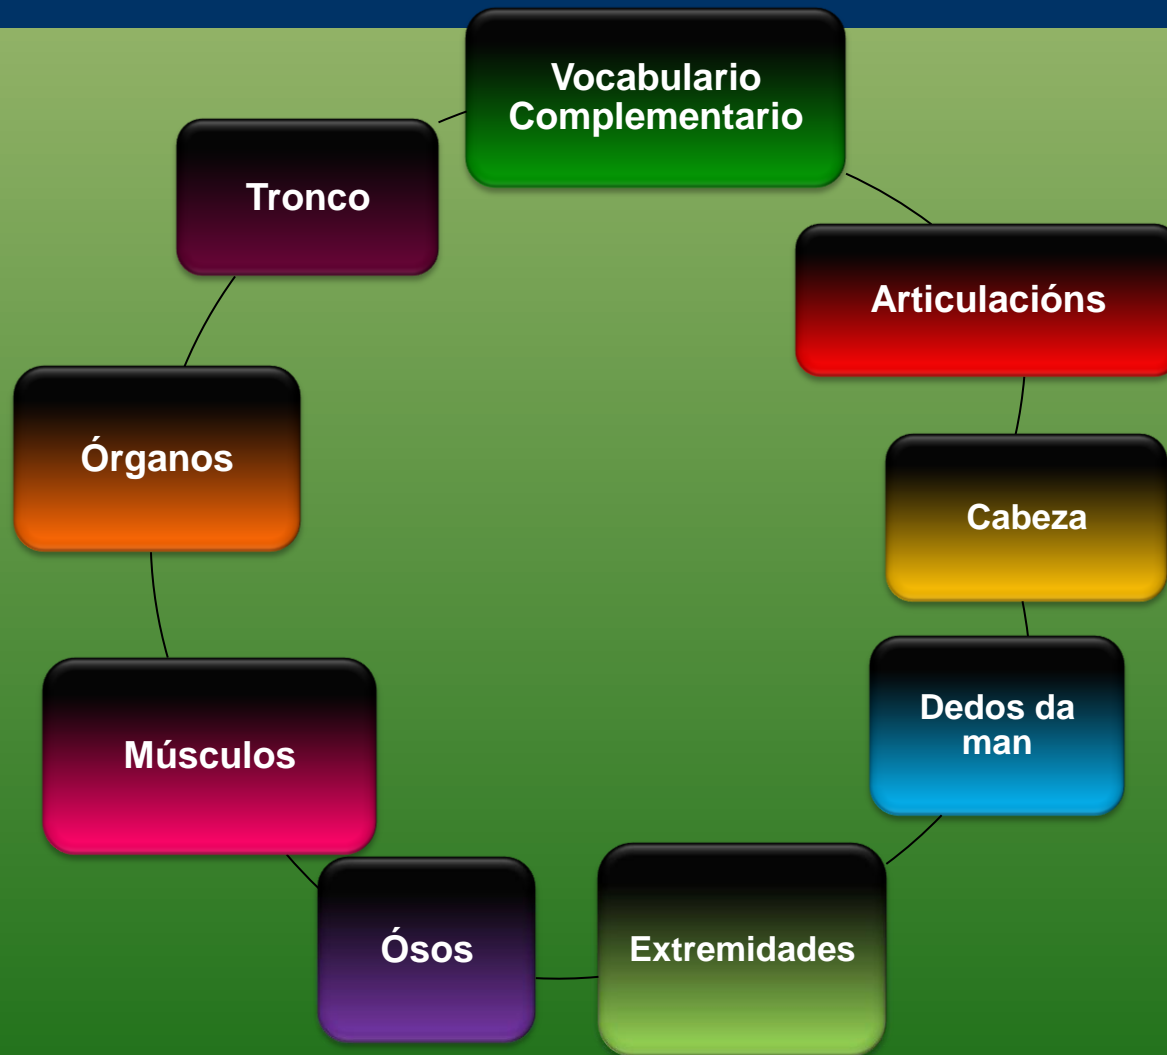 Vocabulario
Complementario
Tronco
Articulacións
Órganos
Cabeza
Dedos da
man
Músculos
Ósos
Extremidades